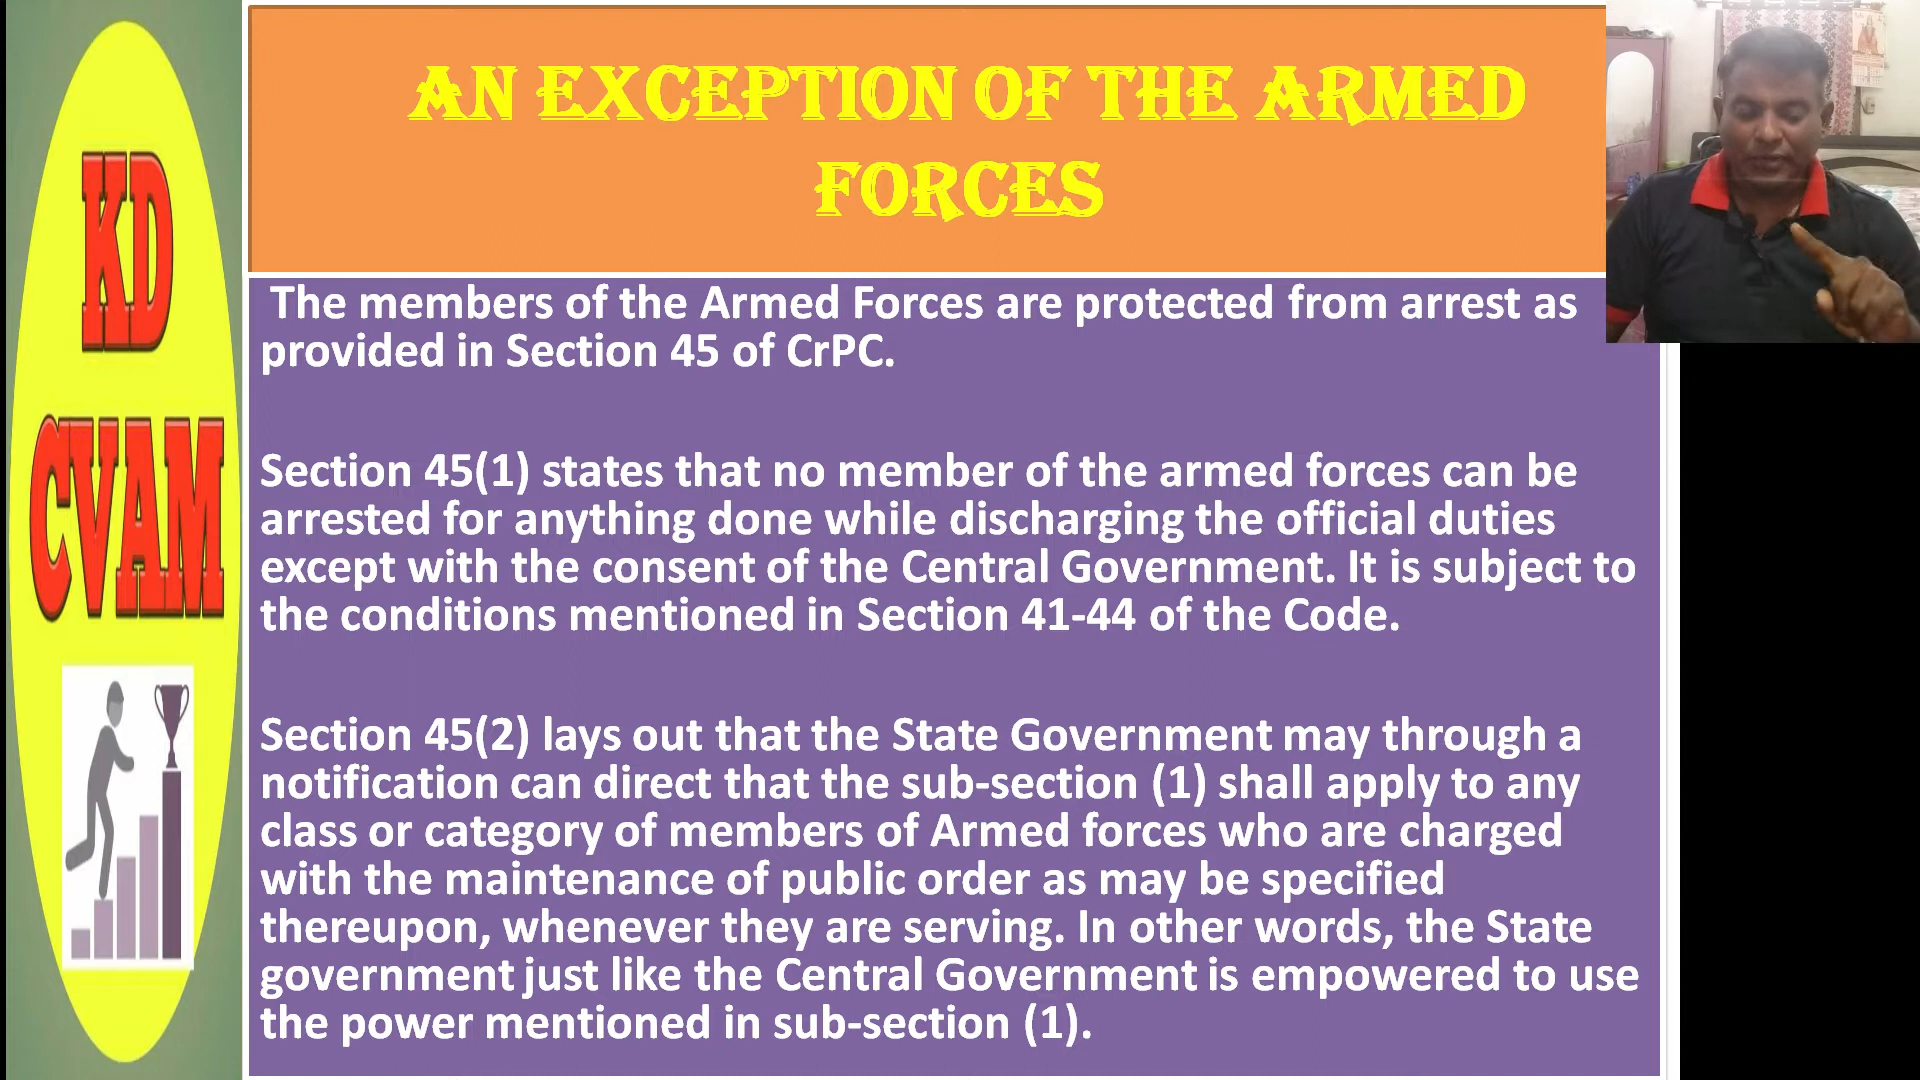 KD
CVAM
AN EXCEPTION OF THE ARMED
FORCES
The members of the Armed Forces are protected from arrest as
provided in Section 45 of CrPC.
Section 45(1) states that no member of the armed forces can be
arrested for anything done while discharging the official duties
except with the consent of the Central Government. It is subject to
the conditions mentioned in Section 41-44 of the Code.
Section 45(2) lays out that the State Government may through a
notification can direct that the sub-section (1) shall apply to any
class or category of members of Armed forces who are charged
with the maintenance of public order as may be specified
thereupon, whenever they are serving. In other words, the State
government just like the Central Government is empowered to use
the power mentioned in sub-section (1).